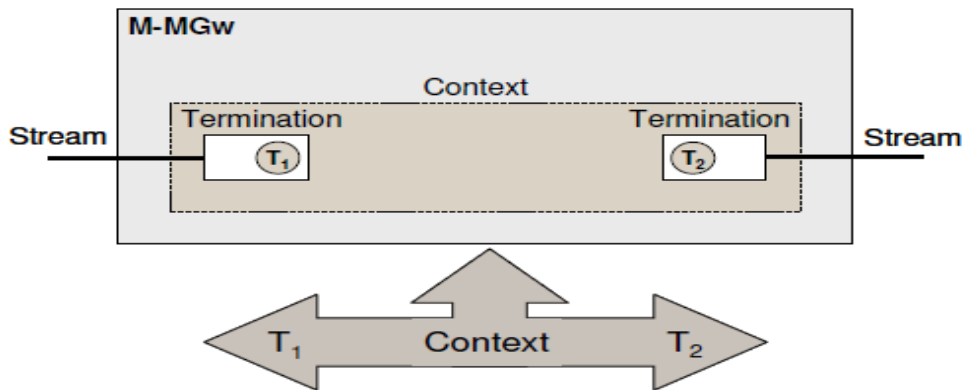 M-MGw
Context
Termination Termination
Stream Stream
T₁ T₂
T₁ Context T₂